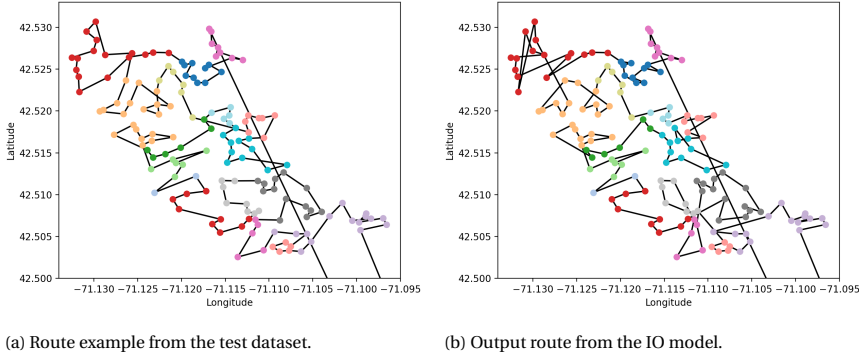 42.530
42.525
42.520
42.515
42.510
42.505
42.500
Latitude
−71.130 −71.125 −71.120 −71.115 −71.110 −71.105 −71.100 −71.095
Longitude
42.530
42.525
42.520
42.515
42.510
42.505
42.500
Latitude
−71.130 −71.125 −71.120 −71.115 −71.110 −71.105 −71.100 −71.095
Longitude
(a) Route example from the test dataset.
(b) Output route from the IO model.